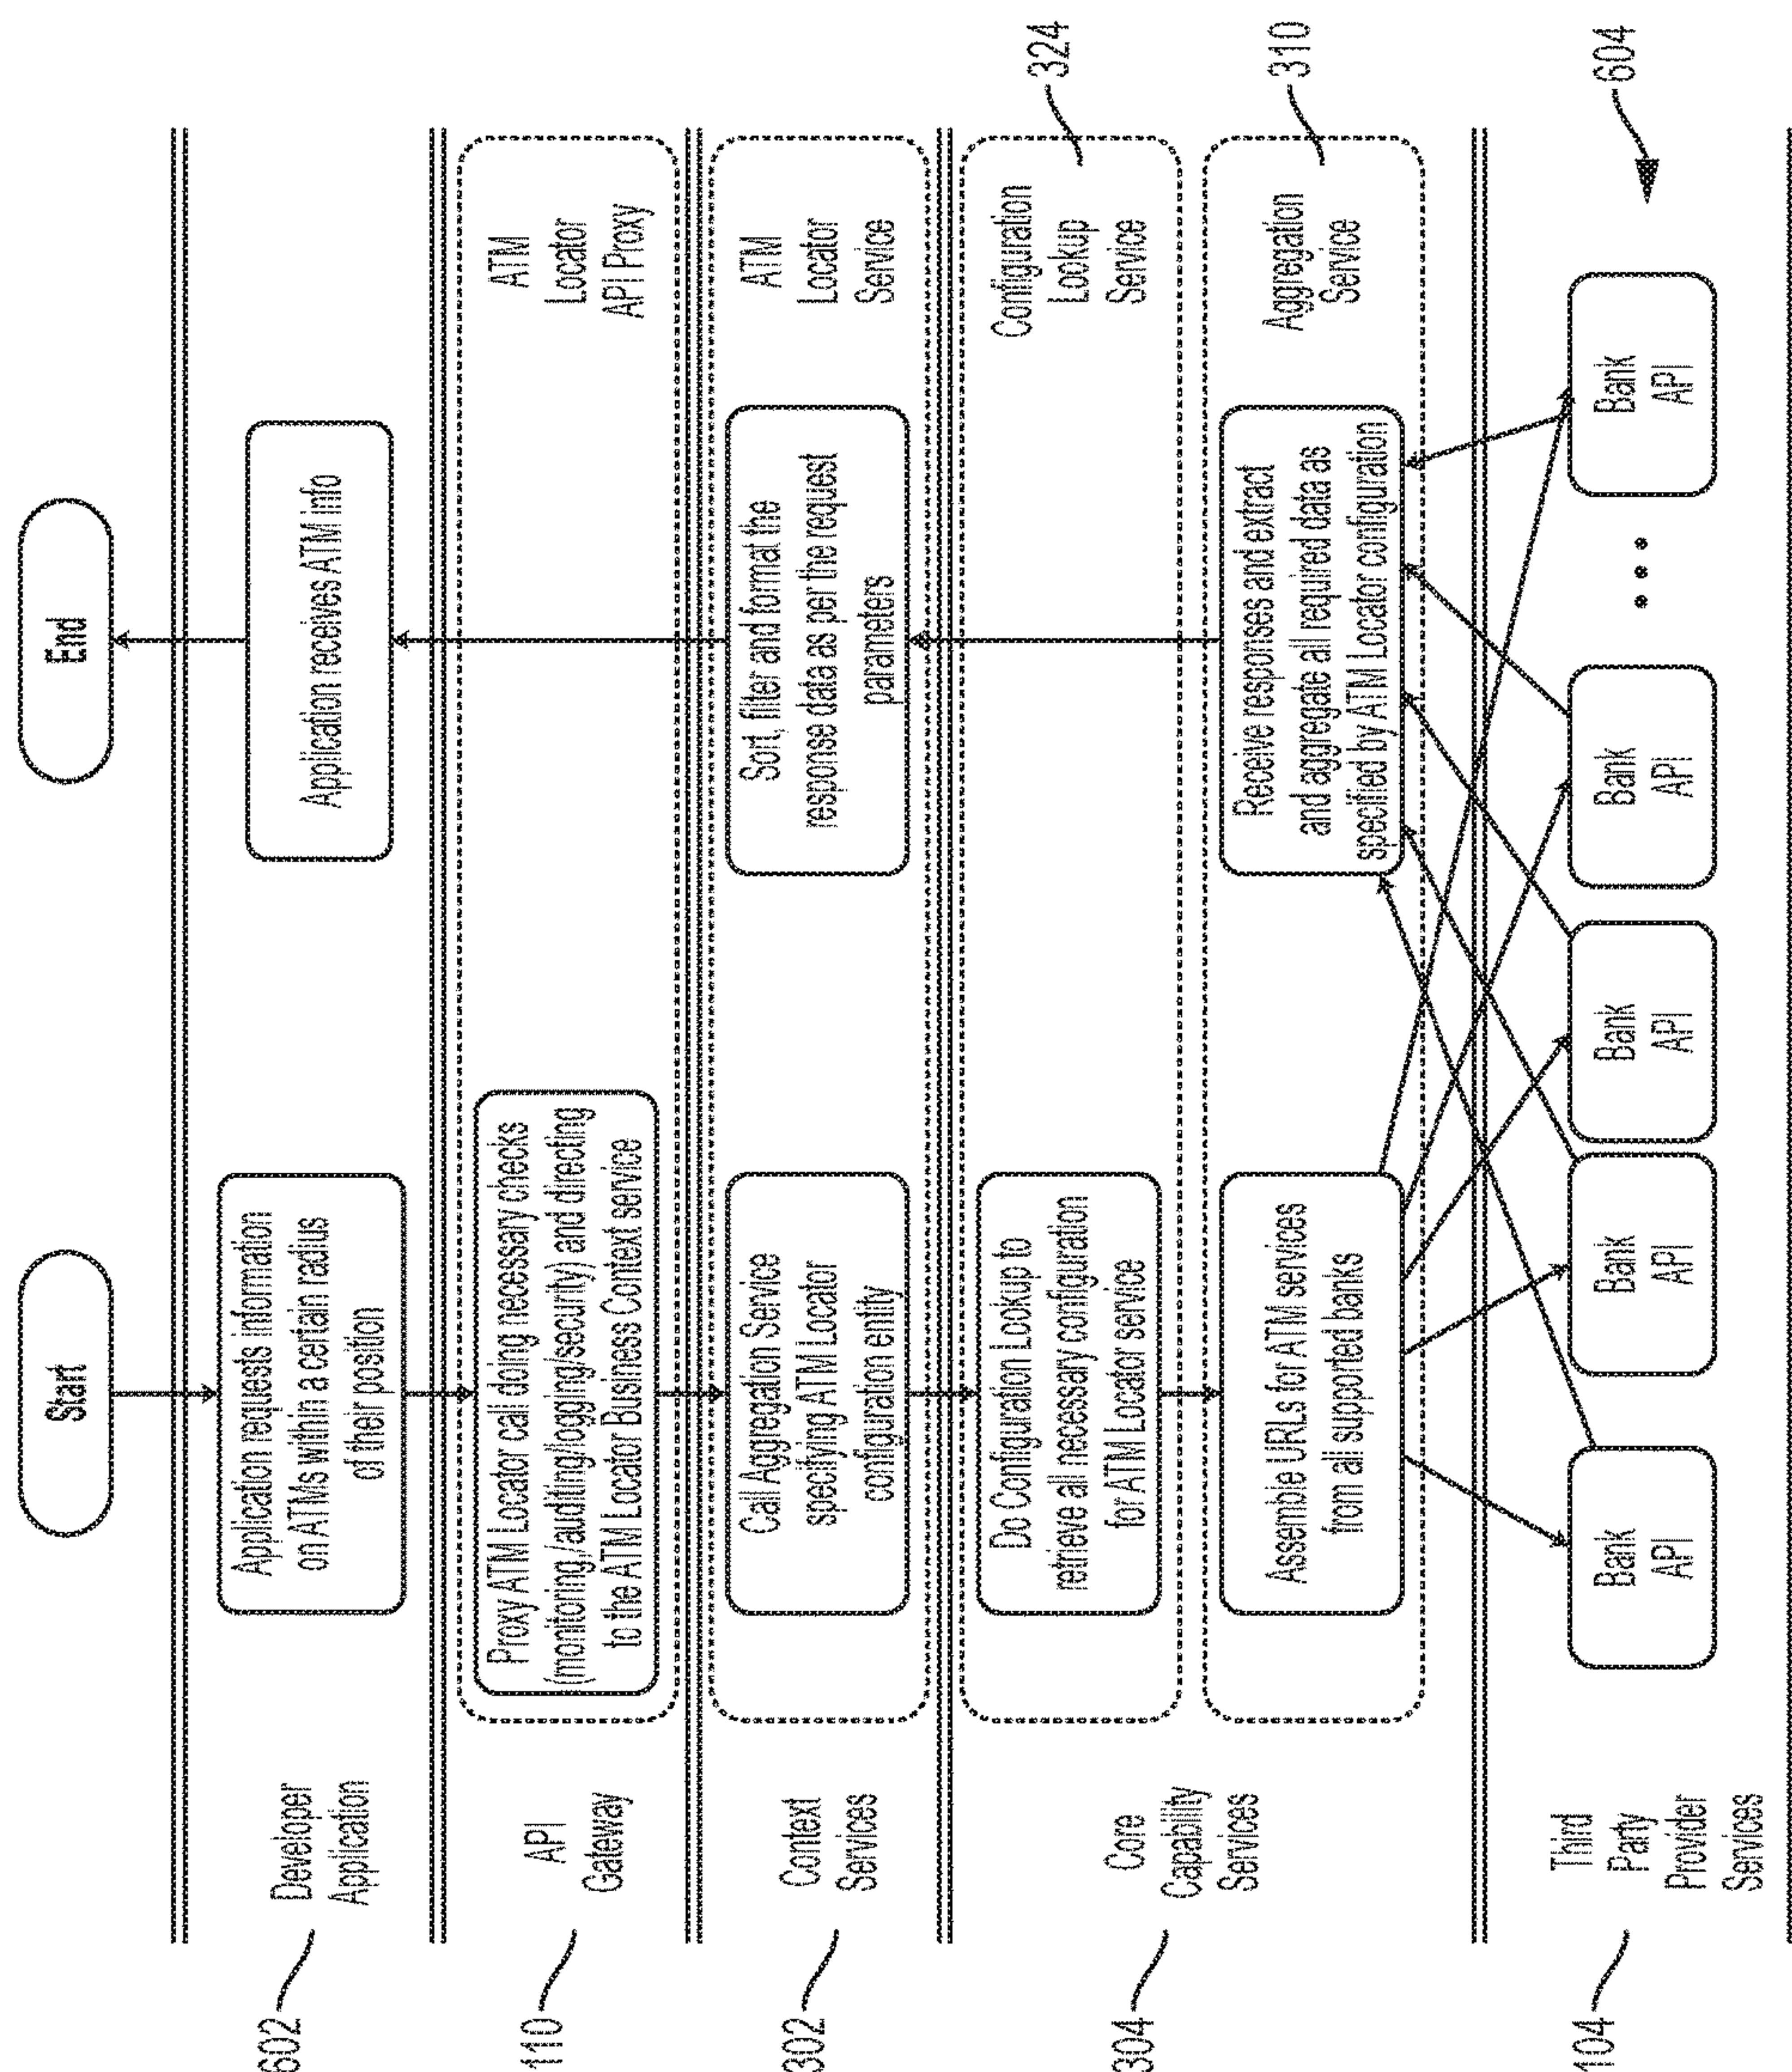 Start
End
602
Developer
Application
Application requests information
on ATMs within a certain radius
of their position
Application receives ATM info
110
API
Gateway
Proxy ATM Locator call doing necessary checks
(monitoring,/auditing/logging/security) and directing
to the ATM Locator Business Context service
ATM
Locator
API Proxy
302
Context
Services
Call Aggregation Service
specifying ATM Locator
configuration entity
Sort, filter and format the
response data as per the request
parameters
ATM
Locator
Service
304
Core
Capability
Services
Do Configuration Lookup to
retrieve all necessary configuration
for ATM Locator service
Configuration
Lookup
Service
324
Assemble URLs for ATM services
from all supported banks
Receive responses and extract
and aggregate all required data as
specified by ATM Locator configuration
Aggregation
Service
310
104
Third
Party
Provider
Services
Bank
API
Bank
API
Bank
API
Bank
API
• • •
Bank
API
604